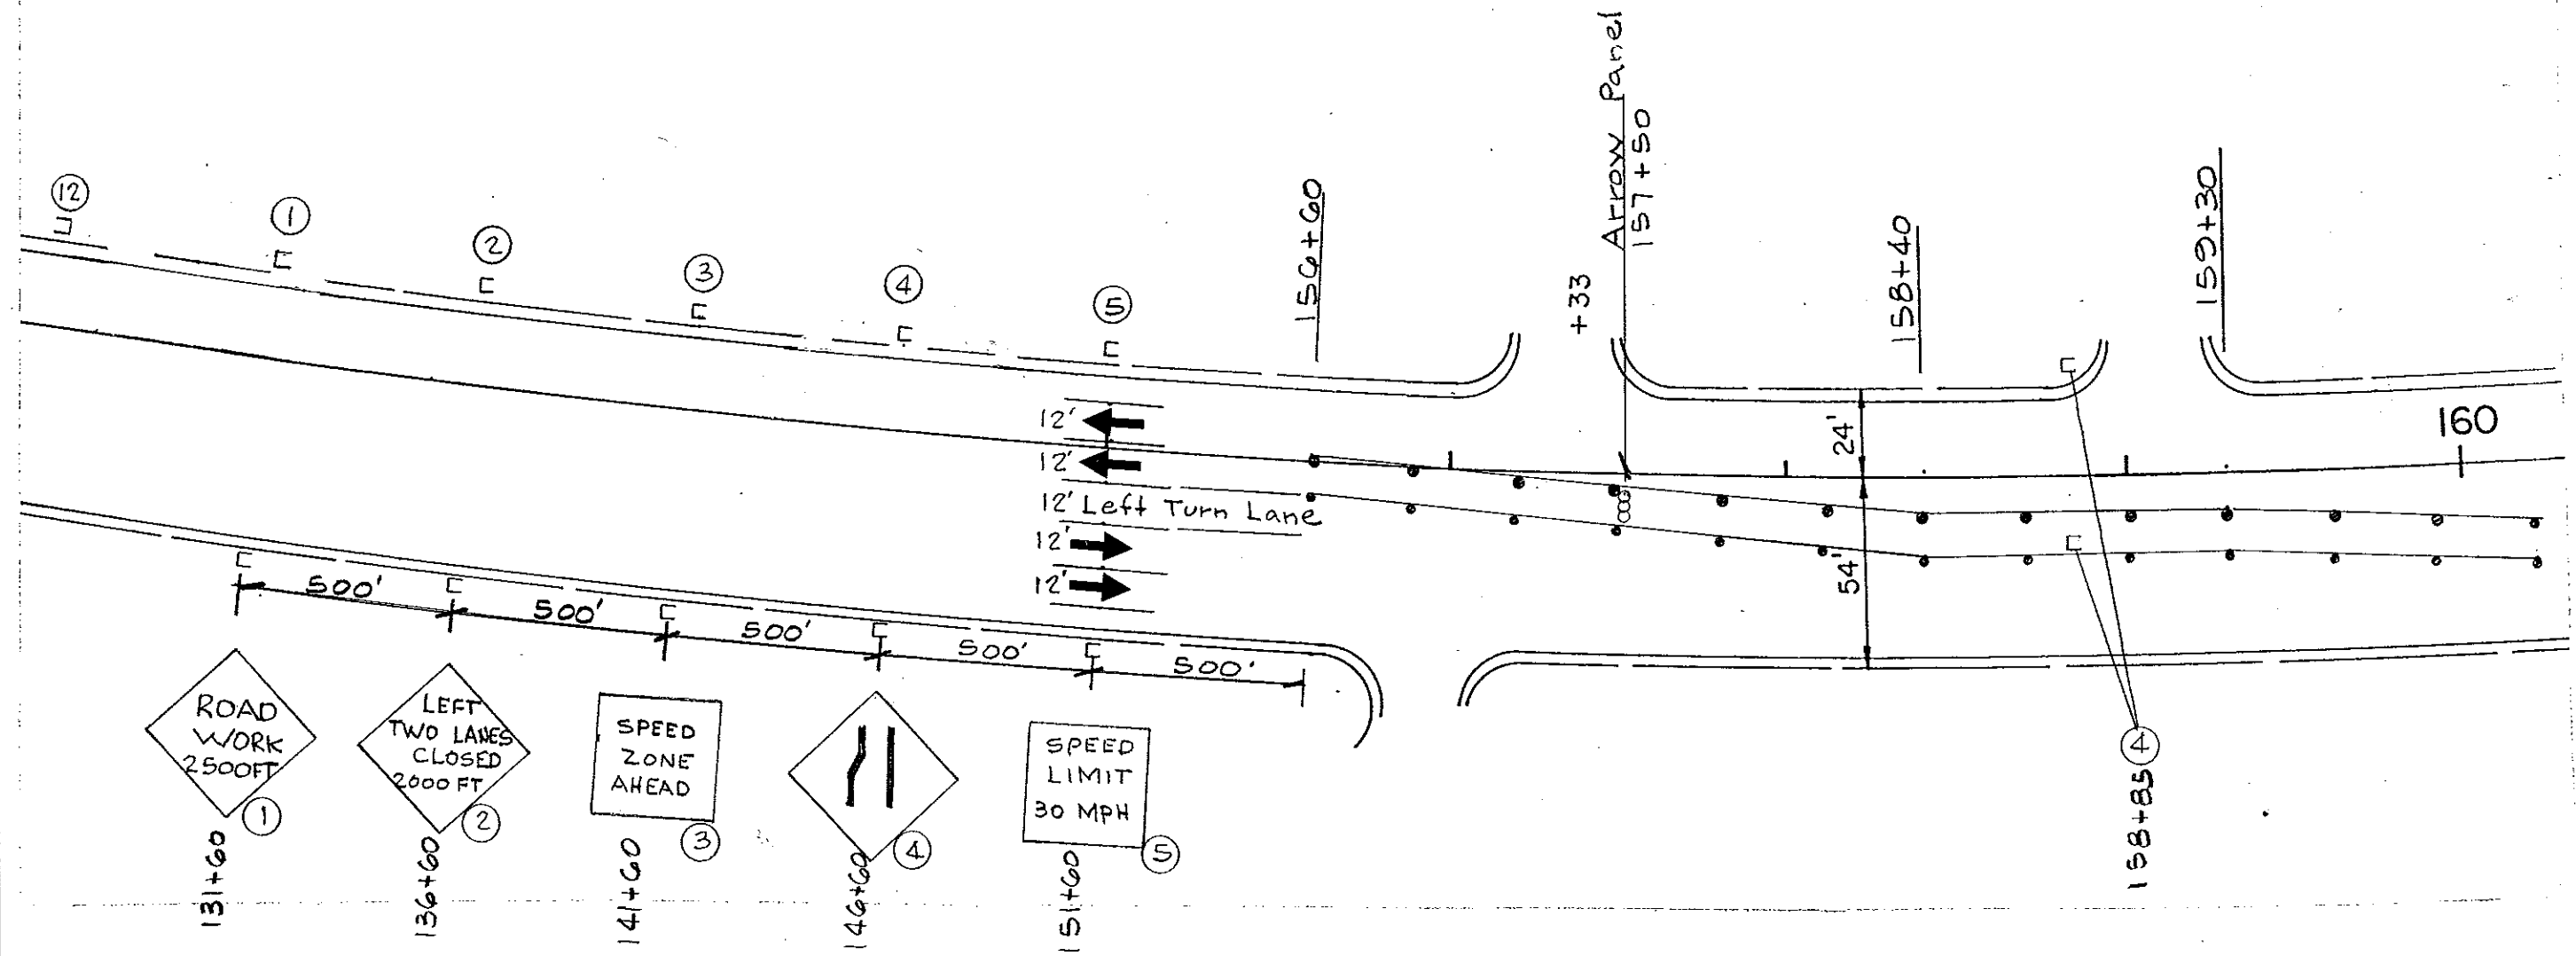 12
1
2
3
4
5
156+60
Arrow Panel
157+50
+33
158+40
159+30
12'
12'
12' Left Turn Lane
12'
12'
24'
54'
160
500'
500'
500'
500'
500'
ROAD
WORK
2500FT
1
131+60
LEFT
TWO LANES
CLOSED
2000 FT
2
136+60
SPEED
ZONE
AHEAD
3
141+60
4
146+60
SPEED
LIMIT
30 MPH
5
151+60
4
158+85